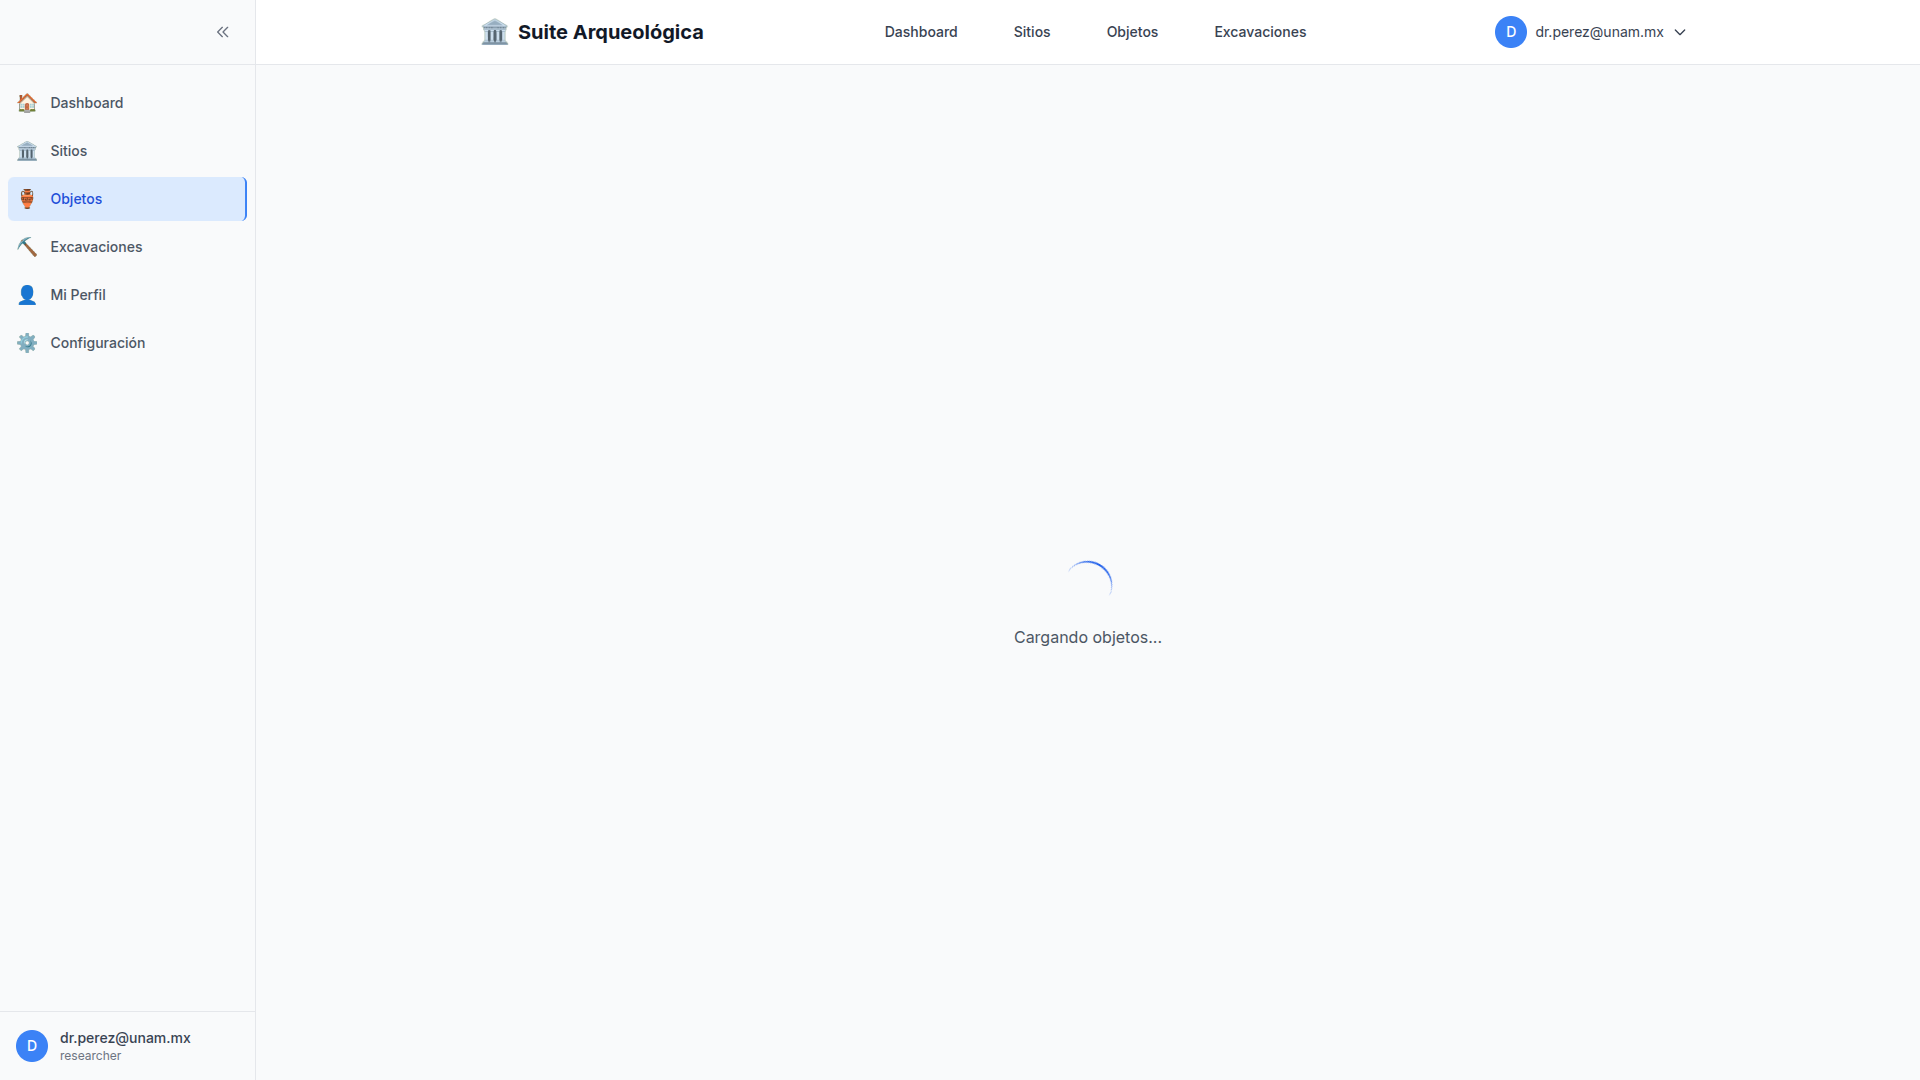 Suite Arqueológica
Dashboard
Sitios
Objetos
Excavaciones
D
dr.perez@unam.mx
Dashboard
Sitios
Objetos
Excavaciones
Mi Perfil
Configuración
Cargando objetos...
D
dr.perez@unam.mx
researcher